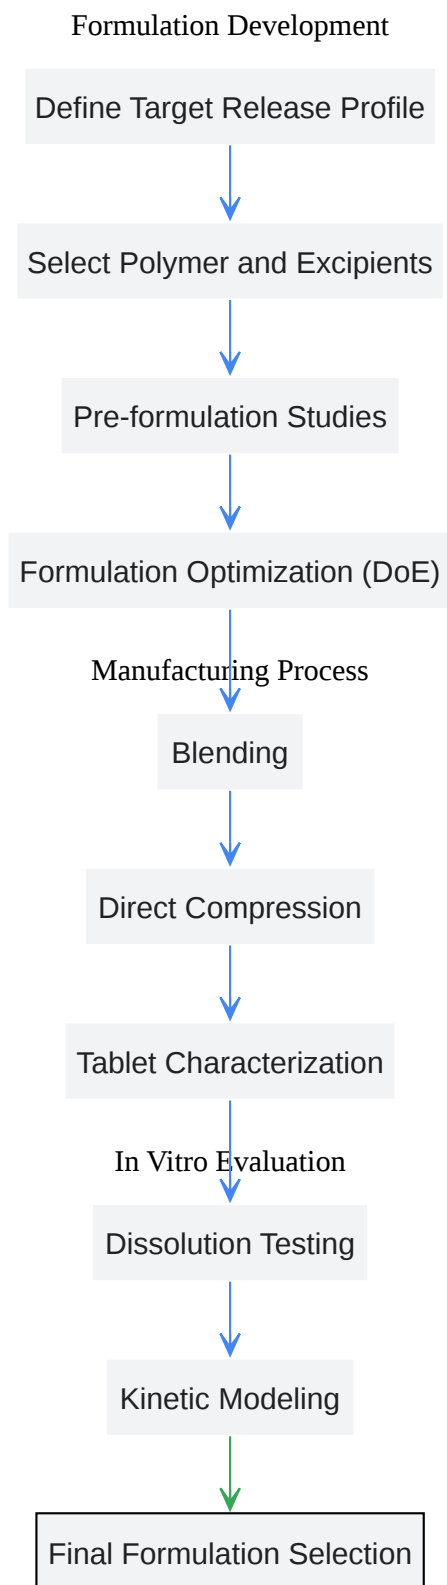 Formulation Development
Define Target Release Profile
Select Polymer and Excipients
Pre-formulation Studies
Formulation Optimization (DoE)
Manufacturing Process
Blending
Direct Compression
Tablet Characterization
In Vitro Evaluation
Dissolution Testing
Kinetic Modeling
Final Formulation Selection